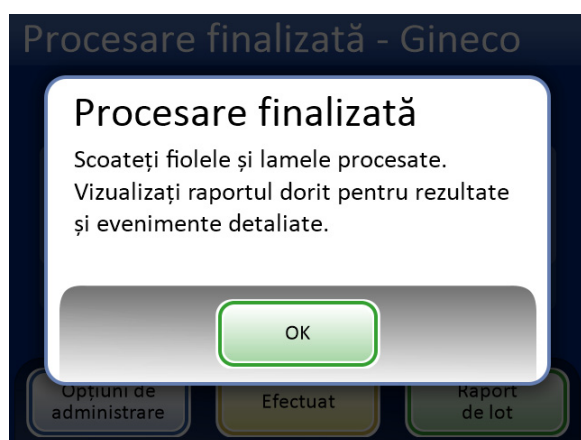 Procesare finalizată - Gineco
Procesare finalizată
Scoateți fiolele și lamele procesate.
Vizualizați raportul dorit pentru rezultate
și evenimente detaliate.
OK
Opțiuni de
administrare
Efectuat
Raport
de lot